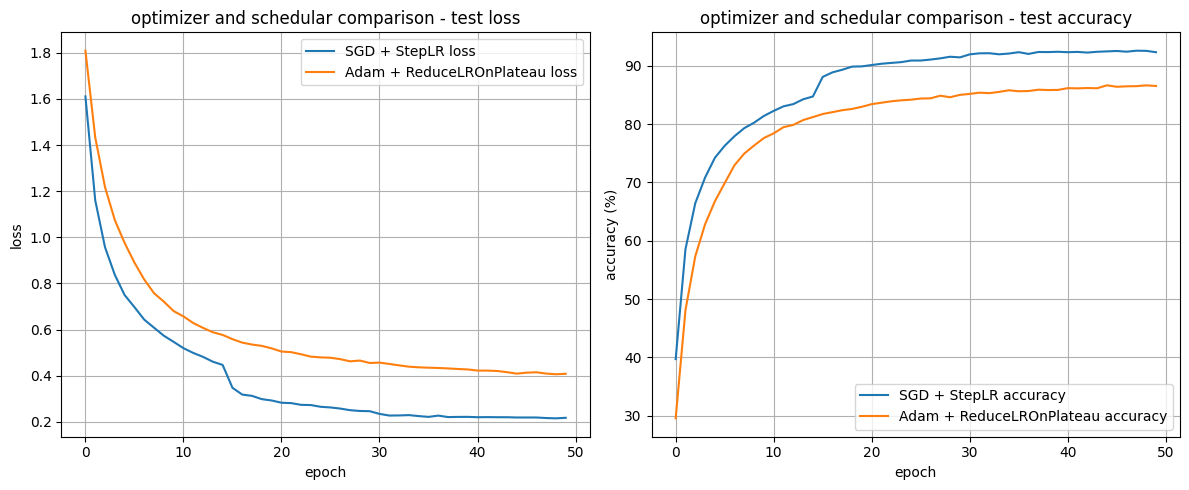 optimizer and schedular comparison - test loss
SGD + StepLR loss
Adam + ReduceLROnPlateau loss
loss
1.8
1.6
1.4
1.2
1.0
0.8
0.6
0.4
0.2
0
10
20
30
40
50
epoch
optimizer and schedular comparison - test accuracy
accuracy (%)
90
80
70
60
50
40
30
SGD + StepLR accuracy
Adam + ReduceLROnPlateau accuracy
0
10
20
30
40
50
epoch